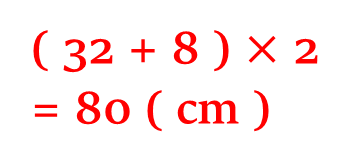 ( 32 + 8 ) × 2
= 80 ( cm )